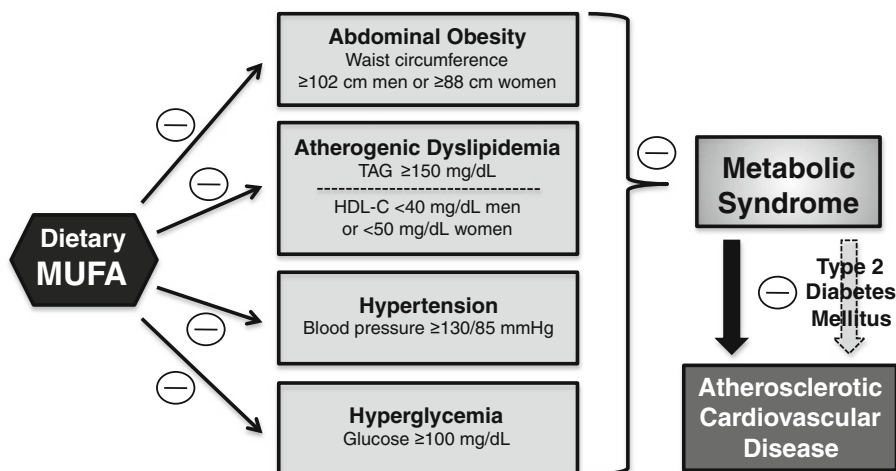 Dietary
MUFA
Abdominal Obesity
Waist circumference
≥102 cm men or ≥88 cm women
Atherogenic Dyslipidemia
TAG ≥150 mg/dL
HDL-C <40 mg/dL men
or <50 mg/dL women
Hypertension
Blood pressure ≥130/85 mmHg
Hyperglycemia
Glucose ≥100 mg/dL
Metabolic
Syndrome
Type 2
Diabetes
Mellitus
Atherosclerotic
Cardiovascular
Disease